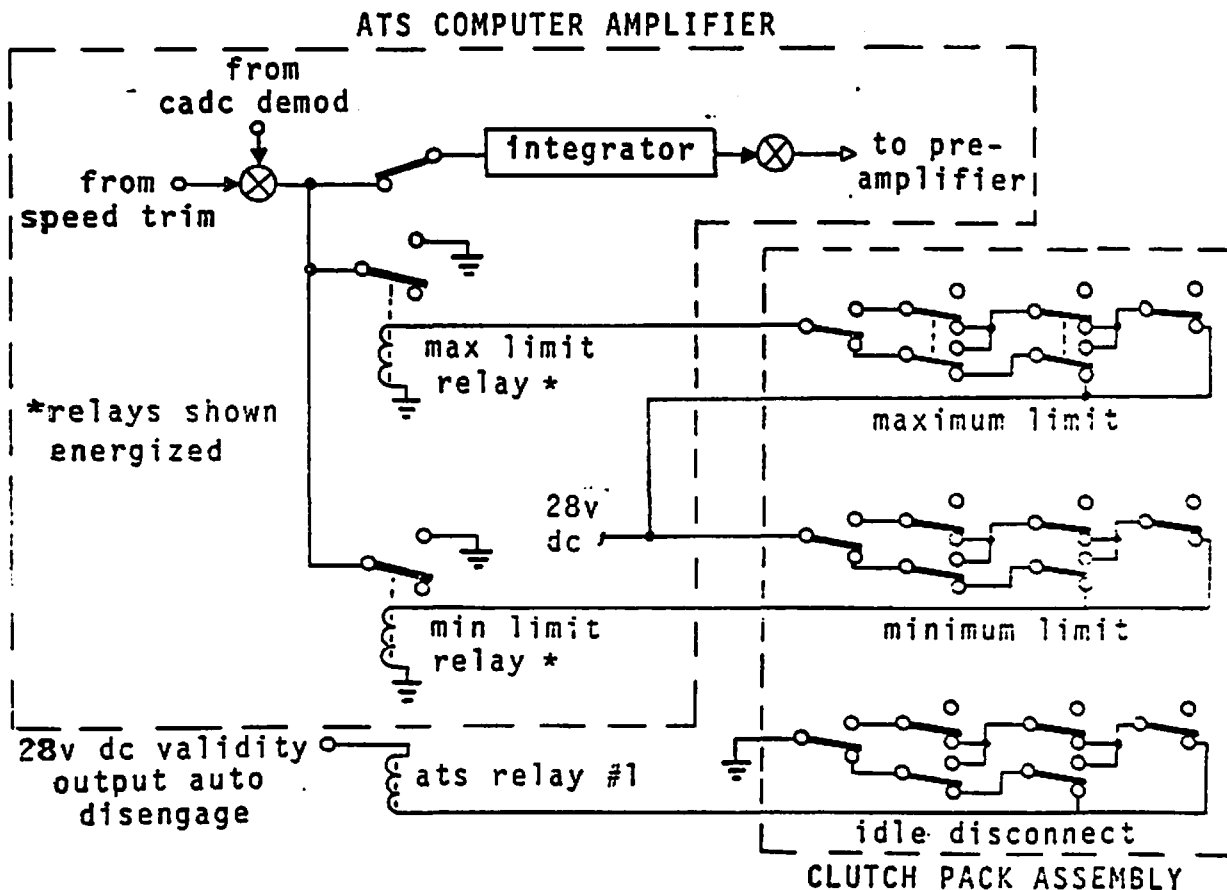 ATS COMPUTER AMPLIFIER
from
cadc demod
from
speed trim
integrator
to pre-
amplifier
max limit
relay *
*relays shown
energized
maximum limit
28v
dc
min limit
relay *
minimum limit
28v dc validity
output auto
disengage
ats relay #1
idle disconnect
CLUTCH PACK ASSEMBLY